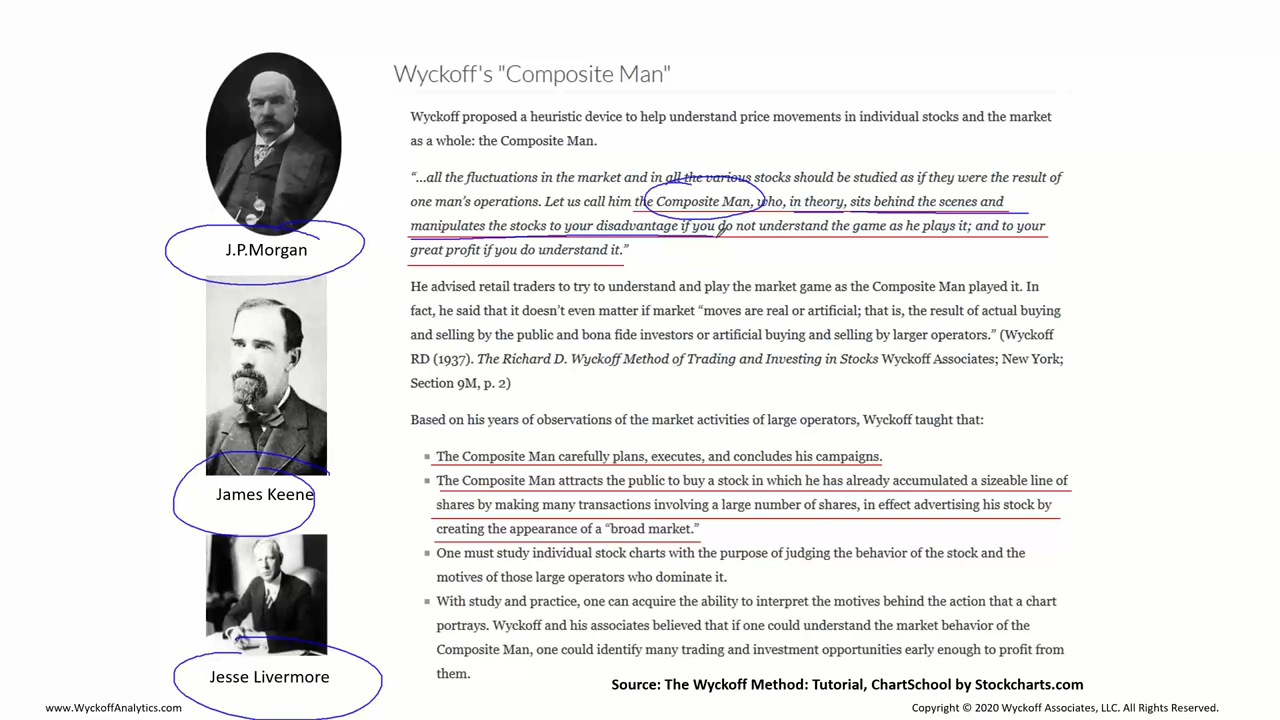 Wyckoff's "Composite Man"
Wyckoff proposed a heuristic device to help understand price movements in individual stocks and the market
as a whole: the Composite Man.
“...all the fluctuations in the market and in all the various stocks should be studied as if they were the result of
one man’s operations. Let us call him the Composite Man, who, in theory, sits behind the scenes and
manipulates the stocks to your disadvantage if you do not understand the game as he plays it; and to your
great profit if you do understand it.”
He advised retail traders to try to understand and play the market game as the Composite Man played it. In
fact, he said that it doesn’t even matter if market “moves are real or artificial; that is, the result of actual buying
and selling by the public and bona fide investors or artificial buying and selling by larger operators.” (Wyckoff
RD (1937). The Richard D. Wyckoff Method of Trading and Investing in Stocks Wyckoff Associates; New York;
Section 9M, p. 2)
Based on his years of observations of the market activities of large operators, Wyckoff taught that:
The Composite Man carefully plans, executes, and concludes his campaigns.
The Composite Man attracts the public to buy a stock in which he has already accumulated a sizeable line of
shares by making many transactions involving a large number of shares, in effect advertising his stock by
creating the appearance of a “broad market.”
One must study individual stock charts with the purpose of judging the behavior of the stock and the
motives of those large operators who dominate it.
With study and practice, one can acquire the ability to interpret the motives behind the action that a chart
portrays. Wyckoff and his associates believed that if one could understand the market behavior of the
Composite Man, one could identify many trading and investment opportunities early enough to profit from
them.
J.P.Morgan
James Keene
Jesse Livermore
Source: The Wyckoff Method: Tutorial, ChartSchool by Stockcharts.com
www.WyckoffAnalytics.com
Copyright © 2020 Wyckoff Associates, LLC. All Rights Reserved.